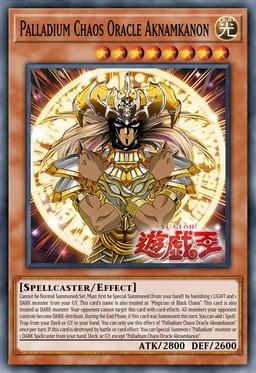 Palladium Chaos Oracle Aknamkanon
LIGHT
光
YU-GI-OH!
遊戯王
[Spellcaster/Effect]
Cannot be Normal Summoned/Set. Must first be Special Summoned (from your hand) by banishing 1 LIGHT and 1
DARK monster from your GY. This card's name is also treated as "Magician of Black Chaos". This card is also
treated as DARK monster. Your opponent cannot target this card with card effects. All monsters your opponent
controls become DARK-Attribute. During the End Phase, if this card was Summoned this turn: You can add 1 Spell/
Trap from your Deck or GY to your hand. You can only use this effect of "Palladium Chaos Oracle Aknamkanon"
once per turn. If this card is destroyed by battle or card effect: You can Special Summon 1 "Palladium" monster
from your hand, Deck, or GY, except "Palladium Chaos Oracle Aknamkanon".
ATK/2800 DEF/2600